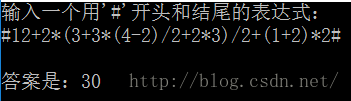 输入一个用'#'开头和结尾的表达式：
#12+2*(3+3*(4-2)/2+2*3)/2+(1+2)*2#
答案是：30 http://blog.csdn.net/